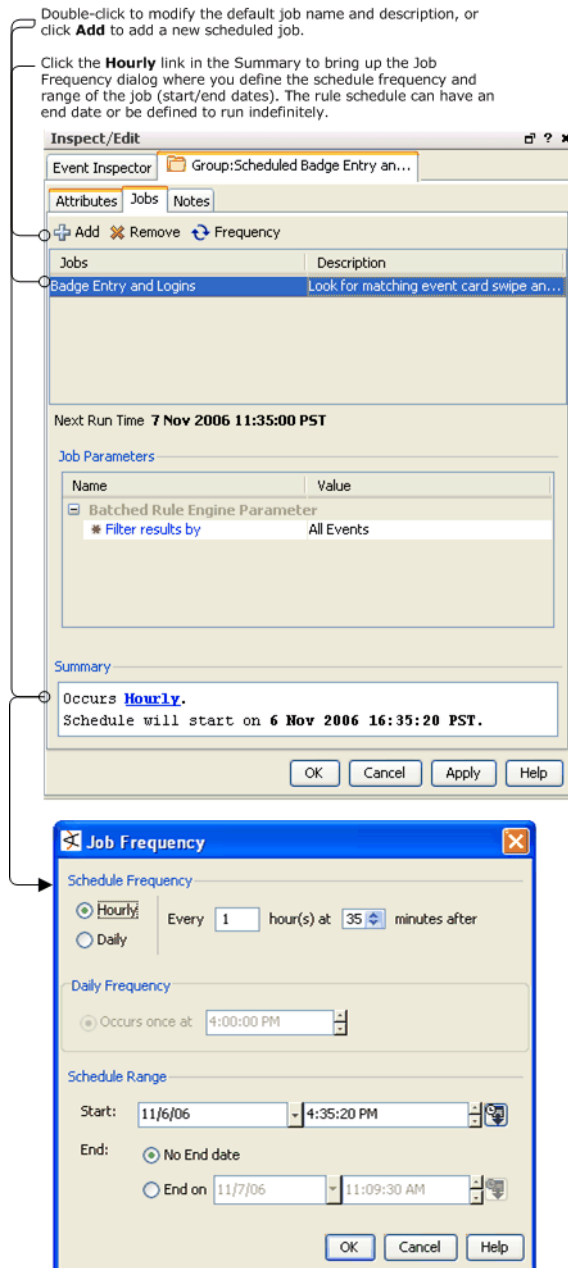 Double-click to modify the default job name and description, or
click Add to add a new scheduled job.
Click the Hourly link in the Summary to bring up the Job
Frequency dialog where you define the schedule frequency and
range of the job (start/end dates). The rule schedule can have an
end date or be defined to run indefinitely.
Inspect/Edit
Event Inspector Group:Scheduled Badge Entry an...
Attributes Jobs Notes
Add Remove Frequency
Jobs Description
Badge Entry and Logins Look for matching event card swipe an...
Next Run Time 7 Nov 2006 11:35:00 PST
Job Parameters
Name Value
Batched Rule Engine Parameter
Filter results by All Events
Summary
Occurs Hourly.
Schedule will start on 6 Nov 2006 16:35:20 PST.
OK Cancel Apply Help
Job Frequency
Schedule Frequency
Hourly Every 1 hour(s) at 35 minutes after
Daily
Daily Frequency
Occurs once at 4:00:00 PM
Schedule Range
Start: 11/6/06 4:35:20 PM
End: No End date
End on 11/7/06 11:09:30 AM
OK Cancel Help